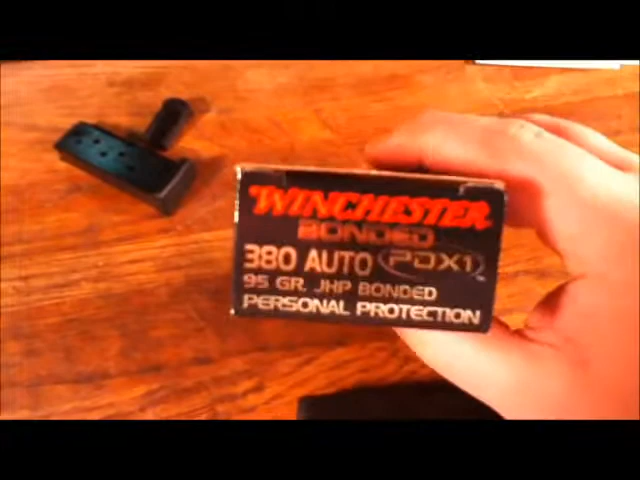 WINCHESTER
BONDED
380 AUTO PDX1
95 GR. JHP BONDED
PERSONAL PROTECTION